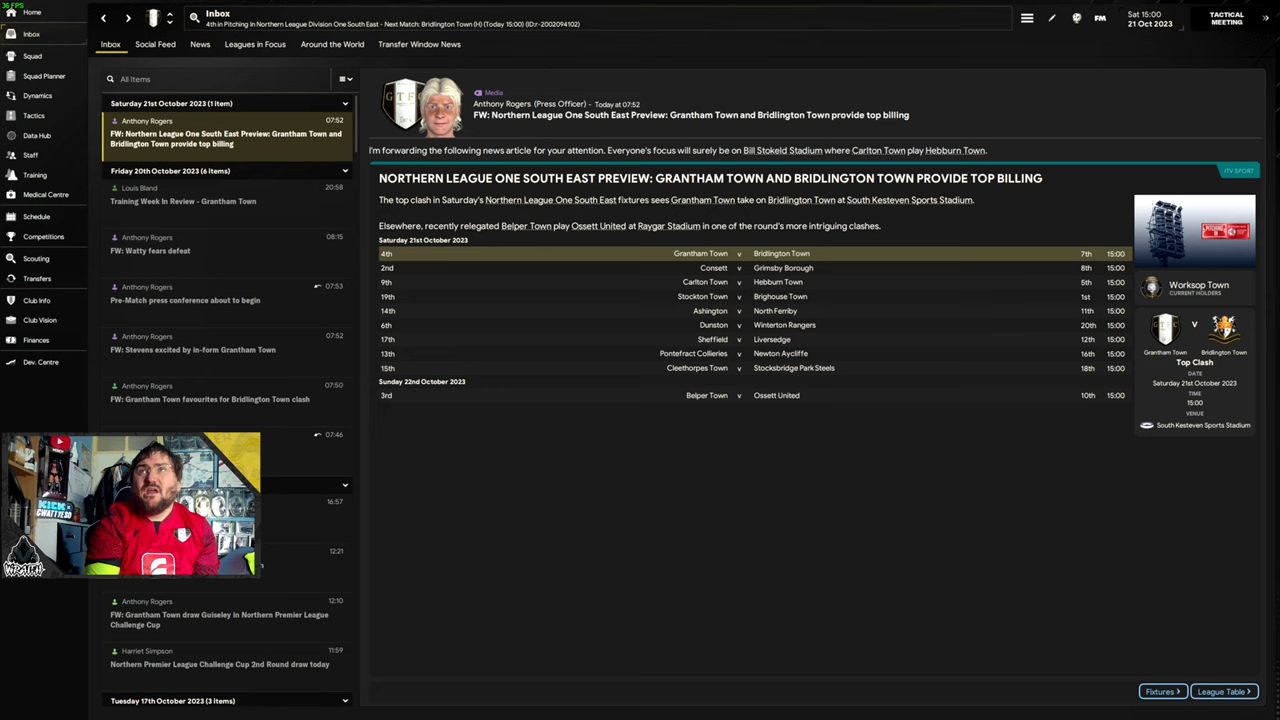 36 FPS
Home
Inbox
Squad
Squad Planner
Dynamics
Tactics
Data Hub
Staff
Training
Medical Centre
Schedule
Competitions
Scouting
Transfers
Club Info
Club Vision
Finances
Dev. Centre
Inbox
4th in Pitching In Northern League Division One South East - Next Match: Bridlington Town (H) (Today 15:00) (ID:r-2002094102)
FM
Sat 15:00
21 Oct 2023
TACTICAL
MEETING
Inbox Social Feed News Leagues in Focus Around the World Transfer Window News
All Items
Saturday 21st October 2023 (1 item)
Anthony Rogers 07:52
FW: Northern League One South East Preview: Grantham Town and
Bridlington Town provide top billing
Friday 20th October 2023 (6 items)
Louis Bland 20:58
Training Week In Review - Grantham Town
Anthony Rogers 08:15
FW: Watty fears defeat
Anthony Rogers 07:53
Pre-Match press conference about to begin
Anthony Rogers 07:52
FW: Stevens excited by in-form Grantham Town
Anthony Rogers 07:50
FW: Grantham Town favourites for Bridlington Town clash
07:46
16:57
12:21
Anthony Rogers 12:10
FW: Grantham Town draw Guiseley in Northern Premier League
Challenge Cup
Harriet Simpson 11:59
Northern Premier League Challenge Cup 2nd Round draw today
Tuesday 17th October 2023 (3 items)
KICK
GWATTYESO
WRAITH
GTFC
Media
Anthony Rogers (Press Officer) - Today at 07:52
FW: Northern League One South East Preview: Grantham Town and Bridlington Town provide top billing
I'm forwarding the following news article for your attention. Everyone's focus will surely be on Bill Stokeld Stadium where Carlton Town play Hebburn Town.
ITV SPORT
NORTHERN LEAGUE ONE SOUTH EAST PREVIEW: GRANTHAM TOWN AND BRIDLINGTON TOWN PROVIDE TOP BILLING
The top clash in Saturday's Northern League One South East fixtures sees Grantham Town take on Bridlington Town at South Kesteven Sports Stadium.
Elsewhere, recently relegated Belper Town play Ossett United at Raygar Stadium in one of the round's more intriguing clashes.
Saturday 21st October 2023
4th Grantham Town v Bridlington Town 7th 15:00
2nd Consett v Grimsby Borough 8th 15:00
9th Carlton Town v Hebburn Town 5th 15:00
19th Stockton Town v Brighouse Town 1st 15:00
14th Ashington v North Ferriby 11th 15:00
6th Dunston v Winterton Rangers 20th 15:00
17th Sheffield v Liversedge 12th 15:00
13th Pontefract Collieries v Newton Aycliffe 16th 15:00
15th Cleethorpes Town v Stocksbridge Park Steels 18th 15:00
Sunday 22nd October 2023
3rd Belper Town v Ossett United 10th 15:00
Worksop Town
CURRENT HOLDERS
V
Grantham Town Bridlington Town
Top Clash
DATE
Saturday 21st October 2023
TIME
15:00
VENUE
South Kesteven Sports Stadium
Fixtures >
League Table >